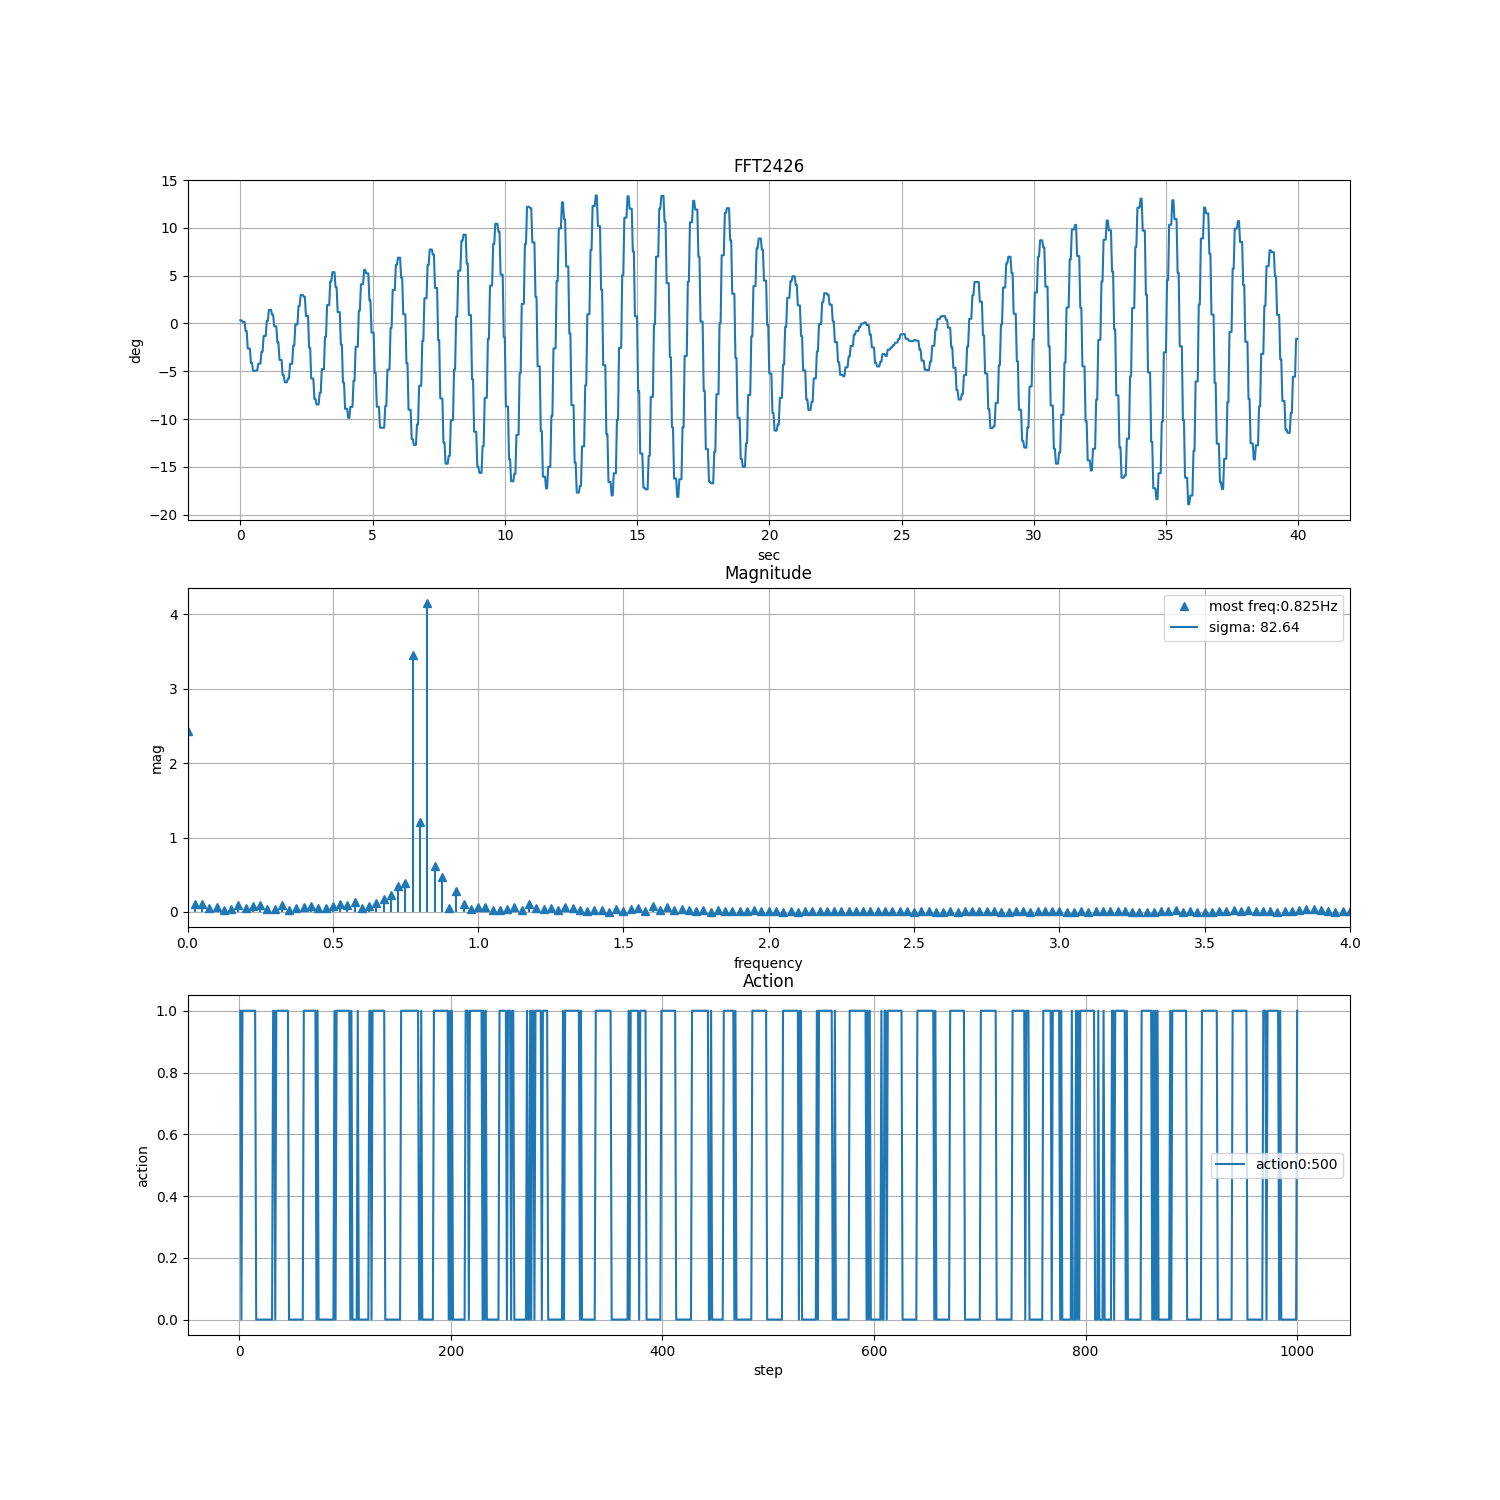 FFT2426
15
10
5
0
−5
−10
−15
−20
deg
0 5 10 15 20 25 30 35 40
sec
Magnitude
most freq:0.825Hz
sigma: 82.64
4
3
2
1
0
mag
0.0 0.5 1.0 1.5 2.0 2.5 3.0 3.5 4.0
frequency
Action
1.0
0.8
0.6
0.4
0.2
0.0
action
action0:500
0 200 400 600 800 1000
step